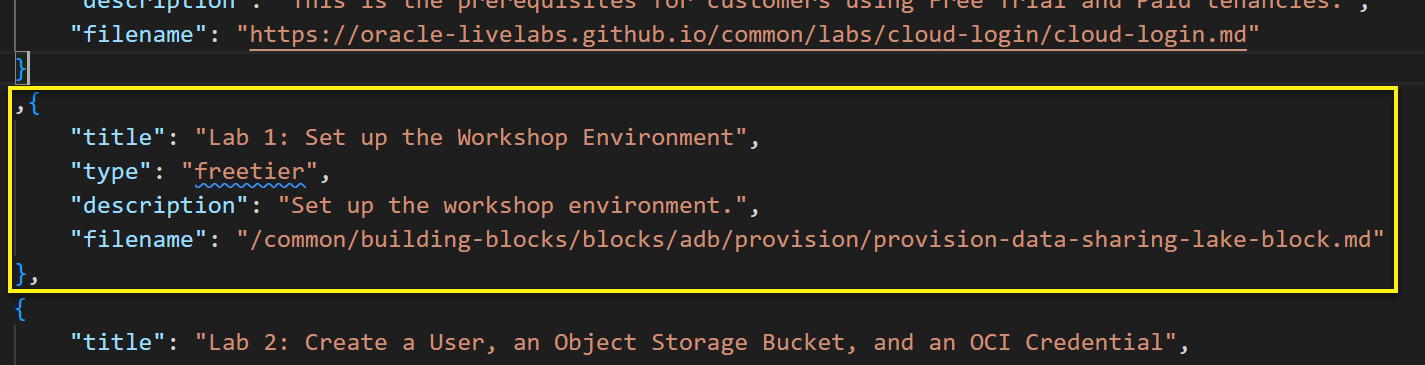 "description": "This is the prerequisites for customers using Free Trial and Paid tenancies.",
"filename": "https://oracle-livelabs.github.io/common/labs/cloud-login/cloud-login.md"
}
,{
"title": "Lab 1: Set up the Workshop Environment",
"type": "freetier",
"description": "Set up the workshop environment.",
"filename": "/common/building-blocks/blocks/adb/provision/provision-data-sharing-lake-block.md"
},
{
"title": "Lab 2: Create a User, an Object Storage Bucket, and an OCI Credential",